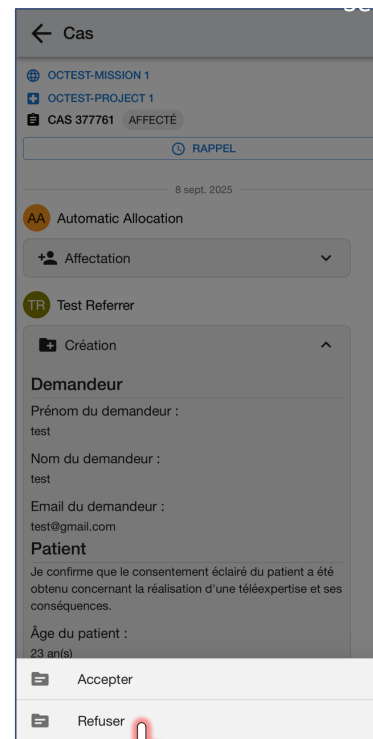 Cas
OCTEST-MISSION 1
OCTEST-PROJECT 1
CAS 377761 AFFECTÉ
RAPPEL
8 sept. 2025
AA Automatic Allocation
Affectation
TR Test Referrer
Création
Demandeur
Prénom du demandeur :
test
Nom du demandeur :
test
Email du demandeur :
test@gmail.com
Patient
Je confirme que le consentement éclairé du patient a été
obtenu concernant la réalisation d'une téléexpertise et ses
conséquences.
Âge du patient :
23 an(s)
Accepter
Refuser